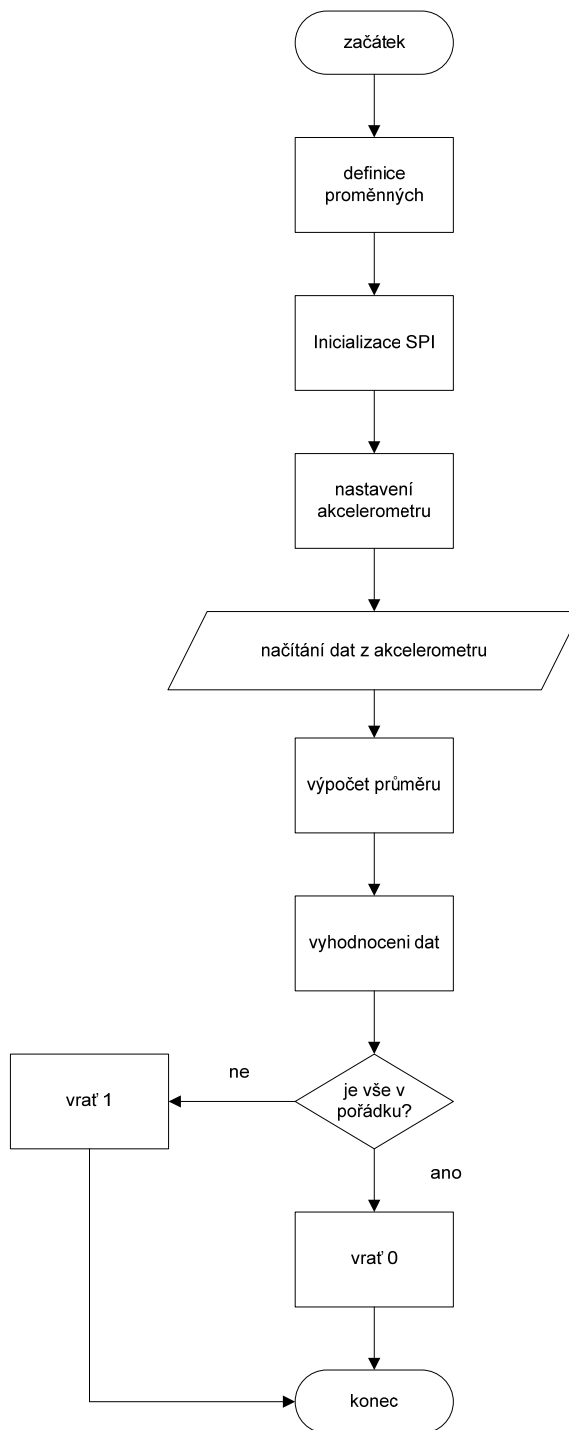 začátek
definice
proměnných
Inicializace SPI
nastavení
akcelerometru
načítání dat z akcelerometru
výpočet průměru
vyhodnoceni dat
je vše v
pořádku?
ne
vrať 1
ano
vrať 0
konec